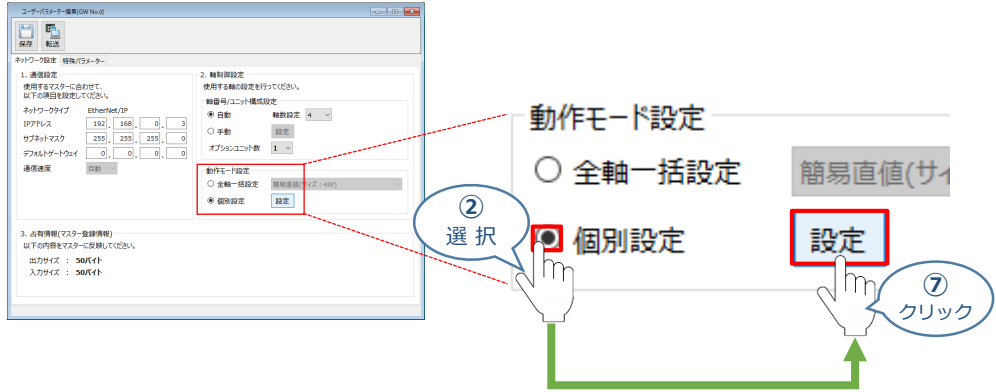 ユーザーパラメーター編集[GW No.0]
保存 転送
ネットワーク設定 特殊パラメーター
1. 通信設定
使用するマスターに合わせて、
以下の項目を設定してください。
ネットワークタイプ EtherNet/IP
IPアドレス 192 . 168 . 0 . 3
サブネットマスク 255 . 255 . 255 . 0
デフォルトゲートウェイ 0 . 0 . 0 . 0
通信速度 自動
2. 軸制御設定
使用する軸の設定を行ってください。
軸番号/ユニット構成設定
自動 軸数設定 4
手動 設定
オプションユニット数 1
動作モード設定
全軸一括設定 簡易直値(サイズ：4W)
個別設定 設定
3. 占有情報(マスター登録情報)
以下の内容をマスターに反映してください。
出力サイズ ： 50バイト
入力サイズ ： 50バイト
動作モード設定
全軸一括設定 簡易直値(サイ
②
選択
個別設定 設定
⑦
クリック